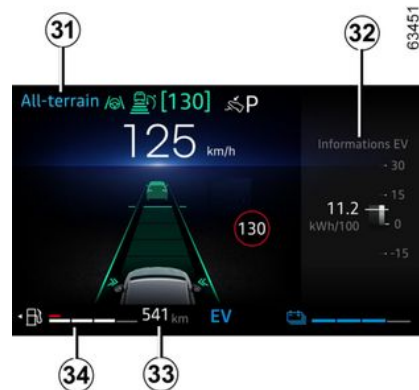 31
32
63451
All-terrain [130] P
125 km/h
Informations EV
30
15
11.2
kWh/100
0
-15
130
541 km EV
34
33